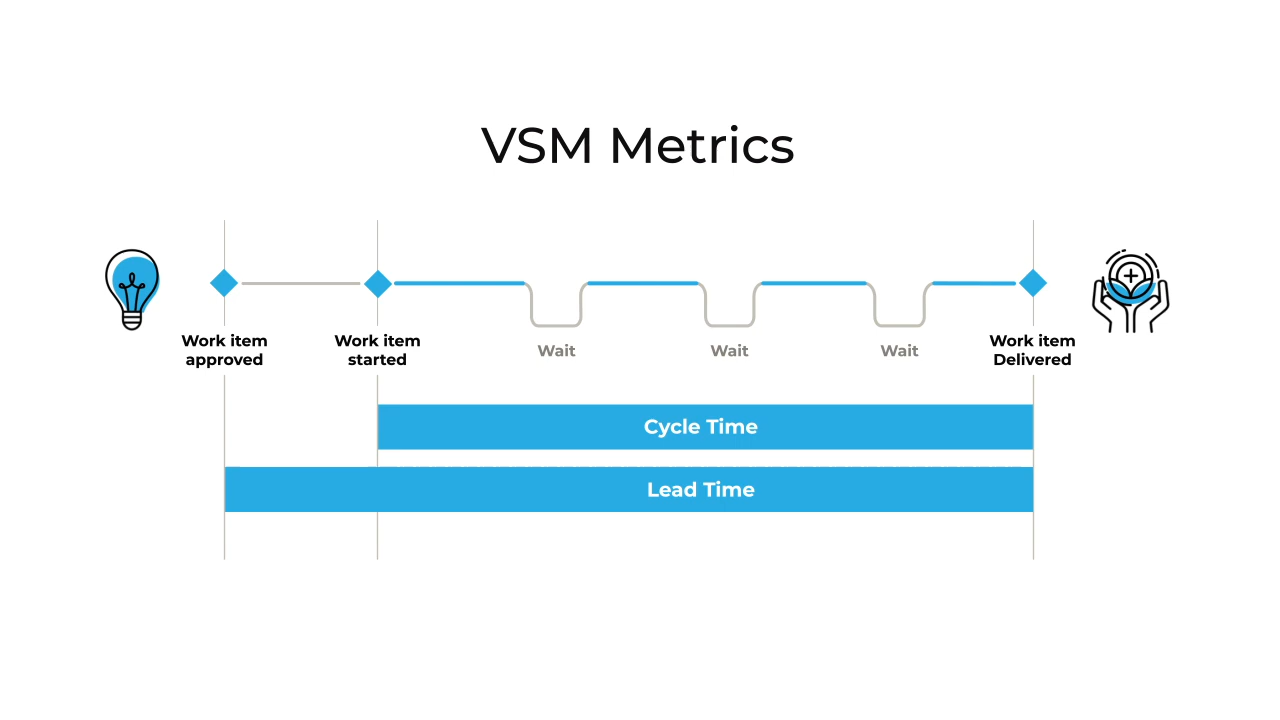 VSM Metrics
Work item
approved
Work item
started
Wait
Wait
Wait
Work item
Delivered
Cycle Time
Lead Time